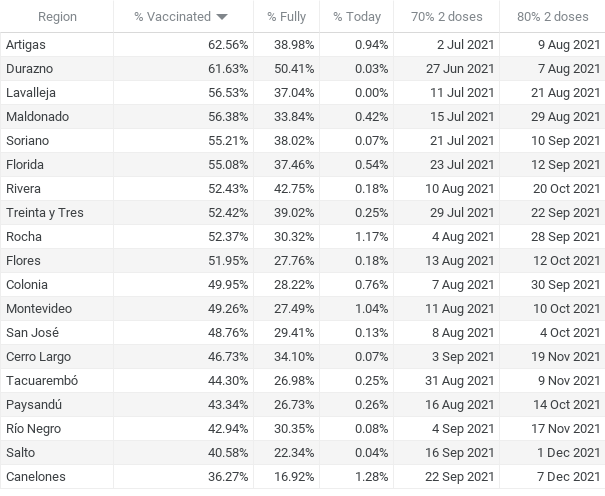 Region % Vaccinated % Fully % Today 70% 2 doses 80% 2 doses
Artigas 62.56% 38.98% 0.94% 2 Jul 2021 9 Aug 2021
Durazno 61.63% 50.41% 0.03% 27 Jun 2021 7 Aug 2021
Lavalleja 56.53% 37.04% 0.00% 11 Jul 2021 21 Aug 2021
Maldonado 56.38% 33.84% 0.42% 15 Jul 2021 29 Aug 2021
Soriano 55.21% 38.02% 0.07% 21 Jul 2021 10 Sep 2021
Florida 55.08% 37.46% 0.54% 23 Jul 2021 12 Sep 2021
Rivera 52.43% 42.75% 0.18% 10 Aug 2021 20 Oct 2021
Treinta y Tres 52.42% 39.02% 0.25% 29 Jul 2021 22 Sep 2021
Rocha 52.37% 30.32% 1.17% 4 Aug 2021 28 Sep 2021
Flores 51.95% 27.76% 0.18% 13 Aug 2021 12 Oct 2021
Colonia 49.95% 28.22% 0.76% 7 Aug 2021 30 Sep 2021
Montevideo 49.26% 27.49% 1.04% 11 Aug 2021 10 Oct 2021
San José 48.76% 29.41% 0.13% 8 Aug 2021 4 Oct 2021
Cerro Largo 46.73% 34.10% 0.07% 3 Sep 2021 19 Nov 2021
Tacuarembó 44.30% 26.98% 0.25% 31 Aug 2021 9 Nov 2021
Paysandú 43.34% 26.73% 0.26% 16 Aug 2021 14 Oct 2021
Río Negro 42.94% 30.35% 0.08% 4 Sep 2021 17 Nov 2021
Salto 40.58% 22.34% 0.04% 16 Sep 2021 1 Dec 2021
Canelones 36.27% 16.92% 1.28% 22 Sep 2021 7 Dec 2021